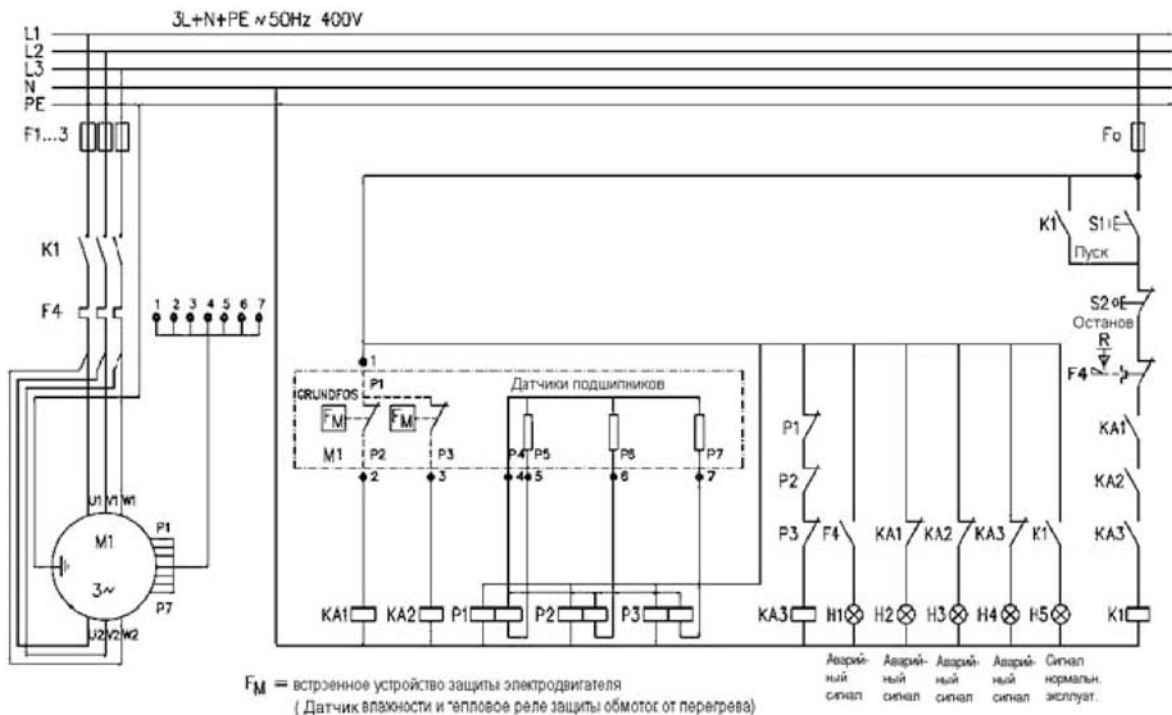 3L+N+PE ~ 50Hz 400V
L1
L2
L3
N
PE
F1...3
Fo
K1
K1
S1
Пуск
F4
1 2 3 4 5 6 7
S2
Останов
R
F4
1
P1
GRUNDFOS
Датчики подшипников
FM FM
M1 P2 P3 P4 P5 P6 P7
2 3 4 5 6 7
P1
P2
P3 F4 KA1 KA2 KA3 K1
KA1
KA2
KA3
U1 V1 W1
M1
3~
P1
P7
U2 V2 W2
KA1 KA2 P1 P2 P3 KA3 H1 H2 H3 H4 H5 K1
Аварий- Аварий- Аварий- Аварий- Сигнал
ный ный ный ный нормальн.
сигнал сигнал сигнал сигнал эксплуат.
FM = встроенное устройство защиты электродвигателя
( Датчик влажности и тепловое реле защиты обмоток от перегрева)